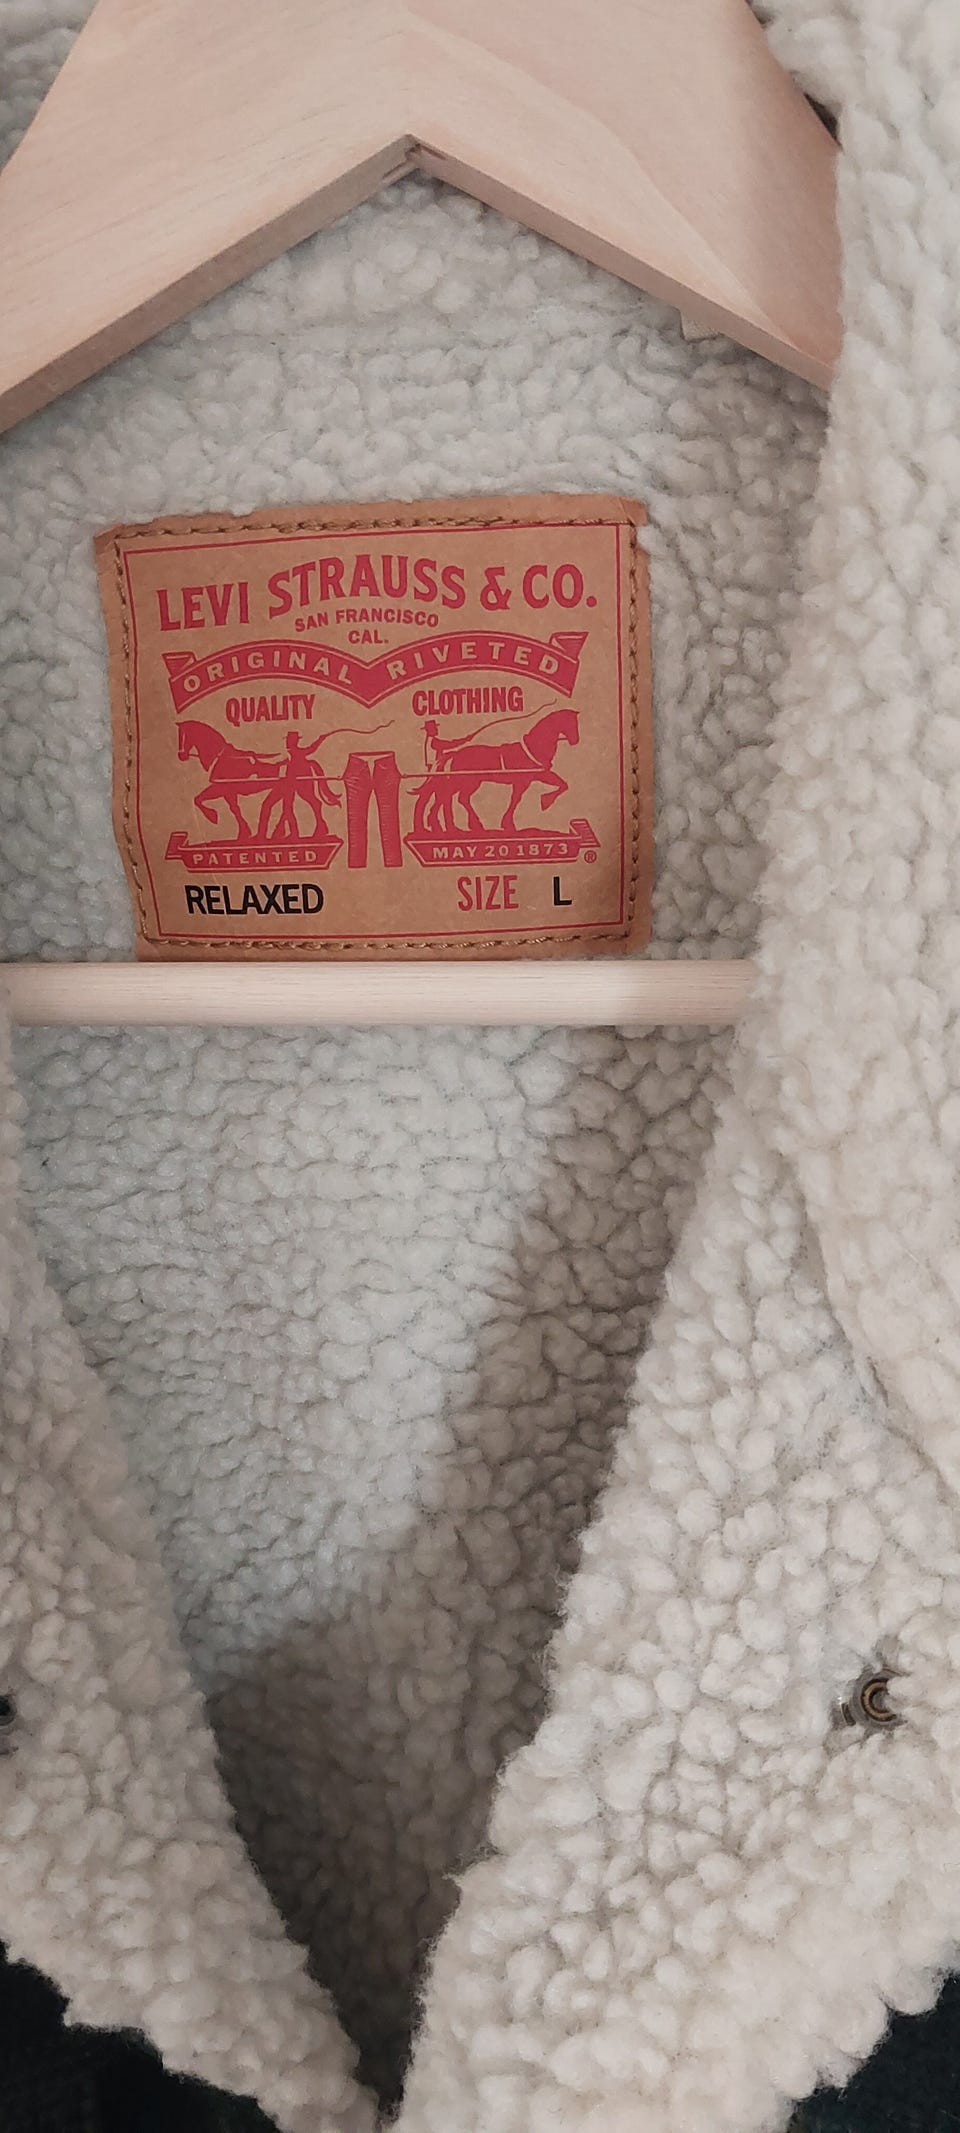 LEVI STRAUSS & CO.
SAN FRANCISCO
CAL.
ORIGINAL RIVETED
QUALITY CLOTHING
PATENTED MAY 20 1873 ®
RELAXED SIZE L